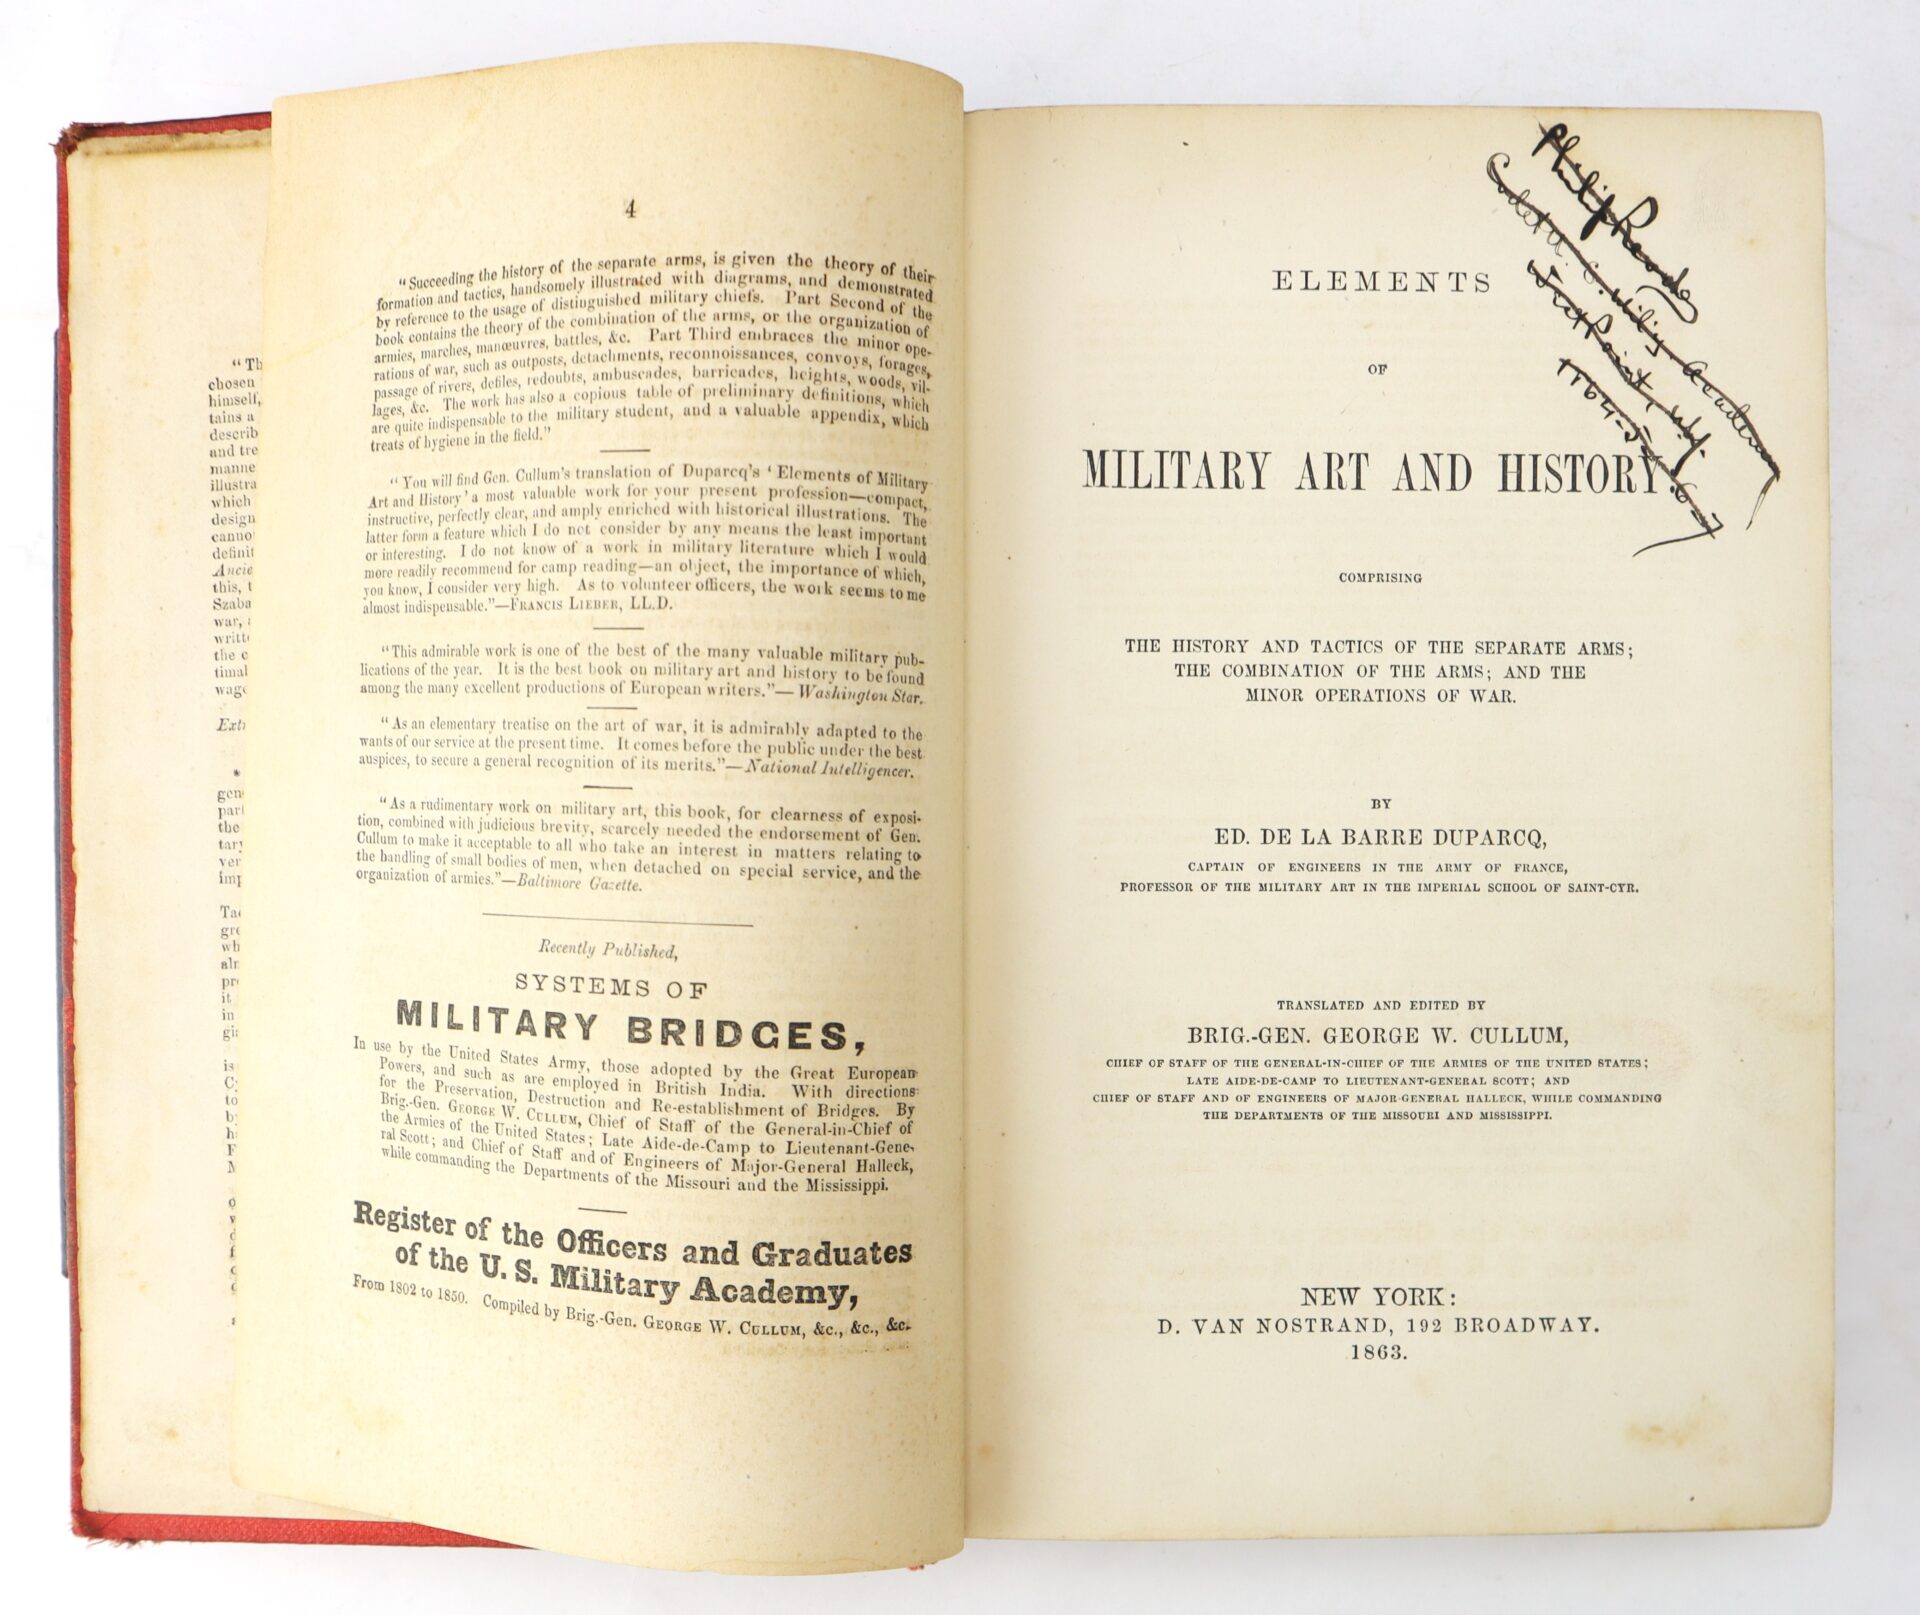 4
"Succeeding the history of the separate arms, is given the theory of their
formation and tactics, handsomely illustrated with diagrams, and demonstrated
by reference to the usage of distinguished military chiefs. Part Second of the
book contains the theory of the combination of the arms, or the organization of
armies, marches, manœuvres, battles, &c. Part Third embraces the minor ope-
rations of war, such as outposts, detachments, reconnoissances, convoys, forages,
passage of rivers, defiles, redoubts, ambuscades, barricades, heights, woods, vil-
lages, &c. The work has also a copious table of preliminary definitions, which
are quite indispensable to the military student, and a valuable appendix, which
treats of hygiene in the field."
"You will find Gen. Cullum's translation of Duparcq's 'Elements of Military
Art and History' a most valuable work for your present profession—compact,
instructive, perfectly clear, and amply enriched with historical illustrations. The
latter form a feature which I do not consider by any means the least important
or interesting. I do not know of a work in military literature which I would
more readily recommend for camp reading—an object, the importance of which,
you know, I consider very high. As to volunteer officers, the work seems to me
almost indispensable."—FRANCIS LIEBER, LL.D.
"This admirable work is one of the best of the many valuable military pub-
lications of the year. It is the best book on military art and history to be found
among the many excellent productions of European writers."—Washington Star.
"As an elementary treatise on the art of war, it is admirably adapted to the
wants of our service at the present time. It comes before the public under the best
auspices, to secure a general recognition of its merits."—National Intelligencer.
"As a rudimentary work on military art, this book, for clearness of exposi-
tion, combined with judicious brevity, scarcely needed the endorsement of Gen.
Cullum to make it acceptable to all who take an interest in matters relating to
the handling of small bodies of men, when detached on special service, and the
organization of armies."—Baltimore Gazette.
Recently Published,
SYSTEMS OF
MILITARY BRIDGES,
In use by the United States Army, those adopted by the Great European
Powers, and such as are employed in British India. With directions
for the Preservation, Destruction and Re-establishment of Bridges. By
Brig.-Gen. GEORGE W. CULLUM, Chief of Staff of the General-in-Chief of
the Armies of the United States; Late Aide-de-Camp to Lieutenant-Gene-
ral Scott; and Chief of Staff and of Engineers of Major-General Halleck,
while commanding the Departments of the Missouri and the Mississippi.
Register of the Officers and Graduates
of the U. S. Military Academy,
From 1802 to 1850. Compiled by Brig.-Gen. GEORGE W. CULLUM, &c., &c., &c.
Philip Reade
Cadet U. S. Academy
West Point
ELEMENTS
OF
MILITARY ART AND HISTORY.
COMPRISING
THE HISTORY AND TACTICS OF THE SEPARATE ARMS;
THE COMBINATION OF THE ARMS; AND THE
MINOR OPERATIONS OF WAR.
BY
ED. DE LA BARRE DUPARCQ,
CAPTAIN OF ENGINEERS IN THE ARMY OF FRANCE,
PROFESSOR OF THE MILITARY ART IN THE IMPERIAL SCHOOL OF SAINT-CYR.
TRANSLATED AND EDITED BY
BRIG.-GEN. GEORGE W. CULLUM,
CHIEF OF STAFF OF THE GENERAL-IN-CHIEF OF THE ARMIES OF THE UNITED STATES;
LATE AIDE-DE-CAMP TO LIEUTENANT-GENERAL SCOTT; AND
CHIEF OF STAFF AND OF ENGINEERS OF MAJOR-GENERAL HALLECK, WHILE COMMANDING
THE DEPARTMENTS OF THE MISSOURI AND MISSISSIPPI.
NEW YORK:
D. VAN NOSTRAND, 192 BROADWAY.
1863.